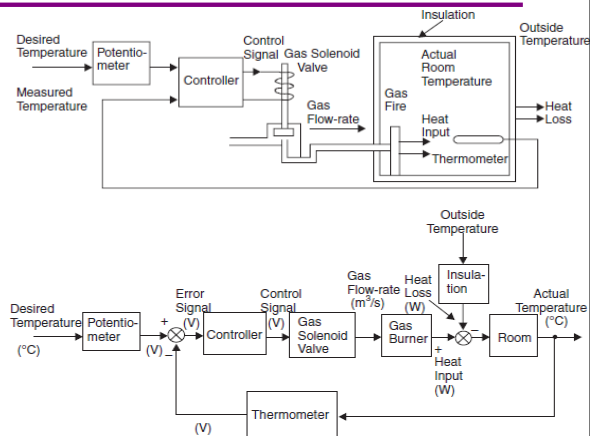 Insulation
Outside
Temperature
Desired
Temperature
Potentio-
meter
Control
Signal
Gas Solenoid
Valve
Actual
Room
Temperature
Controller
Measured
Temperature
Gas
Flow-rate
Gas
Fire
Heat
Input
Heat
Loss
Thermometer
Outside
Temperature
Insula-
tion
Gas
Flow-rate
(m³/s)
Heat
Loss
(W)
Actual
Temperature
(°C)
Error
Signal
(V)
Control
Signal
(V)
Desired
Temperature
(°C)
Potentio-
meter
(V)
+
–
Controller
Gas
Solenoid
Valve
Gas
Burner
–
+
Heat
Input
(W)
Room
Thermometer
(V)